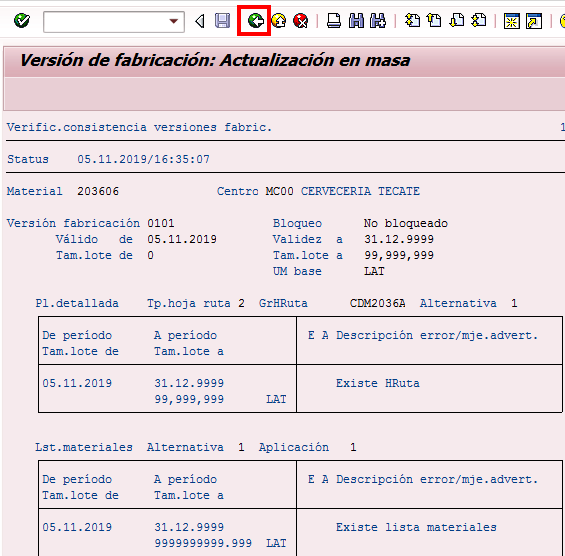 Versión de fabricación: Actualización en masa
Verific.consistencia versiones fabric. 1
Status 05.11.2019/16:35:07
Material 203606 Centro MC00 CERVECERIA TECATE
Versión fabricación 0101 Bloqueo No bloqueado
Válido de 05.11.2019 Validez a 31.12.9999
Tam.lote de 0 Tam.lote a 99,999,999
UM base LAT
Pl.detallada Tp.hoja ruta 2 GrHRuta CDM2036A Alternativa 1
De período A período E A Descripción error/mje.advert.
Tam.lote de Tam.lote a
05.11.2019 31.12.9999 Existe HRuta
99,999,999 LAT
Lst.materiales Alternativa 1 Aplicación 1
De período A período E A Descripción error/mje.advert.
Tam.lote de Tam.lote a
05.11.2019 31.12.9999 Existe lista materiales
9999999999.999 LAT